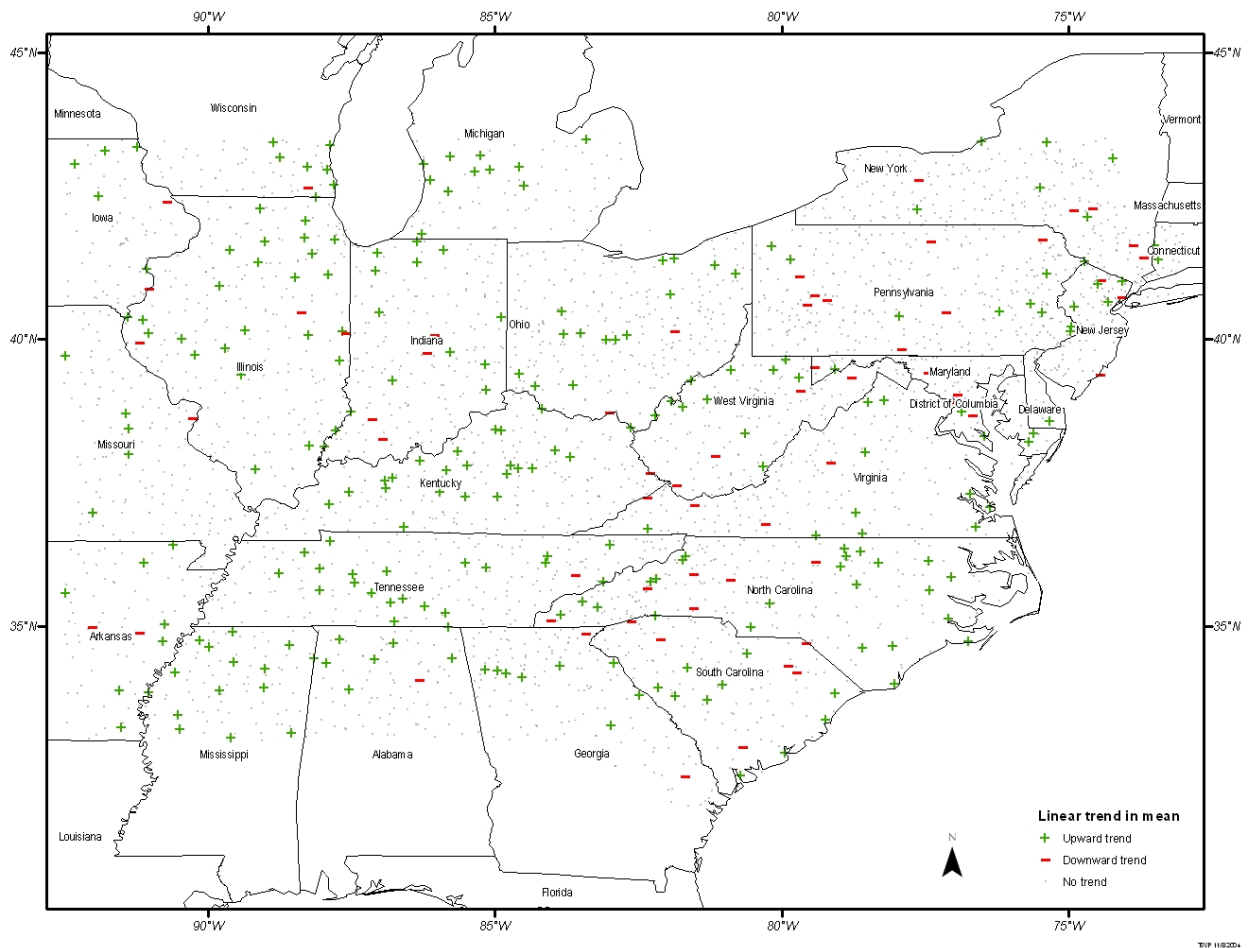 90°W 85°W 80°W 75°W
45°N 45°N
Wisconsin
Minnesota
Vermont
Michigan
New York
Massachusetts
Iowa
Connecticut
Pennsylvania
Ohio
New Jersey
40°N 40°N
Indiana
Illinois
Maryland
West Virginia
District of Columbia
Delaware
Missouri
Virginia
Kentucky
Tennessee
North Carolina
35°N 35°N
Arkansas
South Carolina
Mississippi
Alabama
Georgia
Linear trend in mean
Louisiana
N
Upward trend
Downward trend
No trend
Florida
90°W 85°W 80°W 75°W